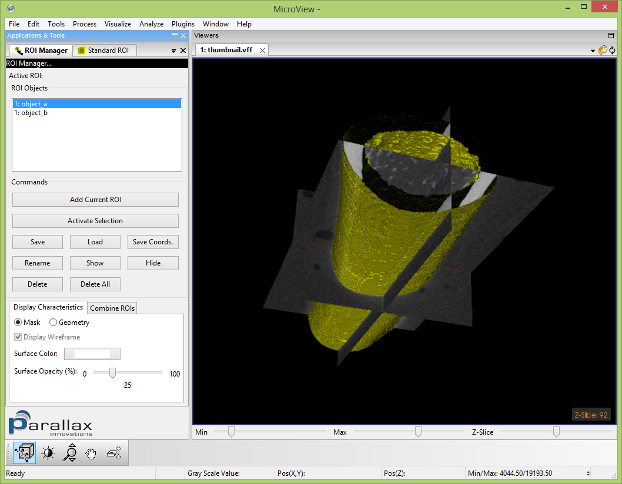 MicroView -
File Edit Tools Process Visualize Analyze Plugins Window Help
Applications & Tools
ROI Manager
Standard ROI
ROI Manager...
Active ROI:
ROI Objects
1: object_a
1: object_b
Commands
Add Current ROI
Activate Selection
Save Load Save Coords.
Rename Show Hide
Delete Delete All
Display Characteristics Combine ROIs
Mask Geometry
Display Wireframe
Surface Color:
Surface Opacity (%): 0 100
25
Parallax
innovations
Viewers
1: thumbnail.vff
Z-Slice: 92
Min Max Z-Slice
Ready Gray Scale Value: Pos(X,Y): Pos(Z): Min/Max: 4044.50/19193.50